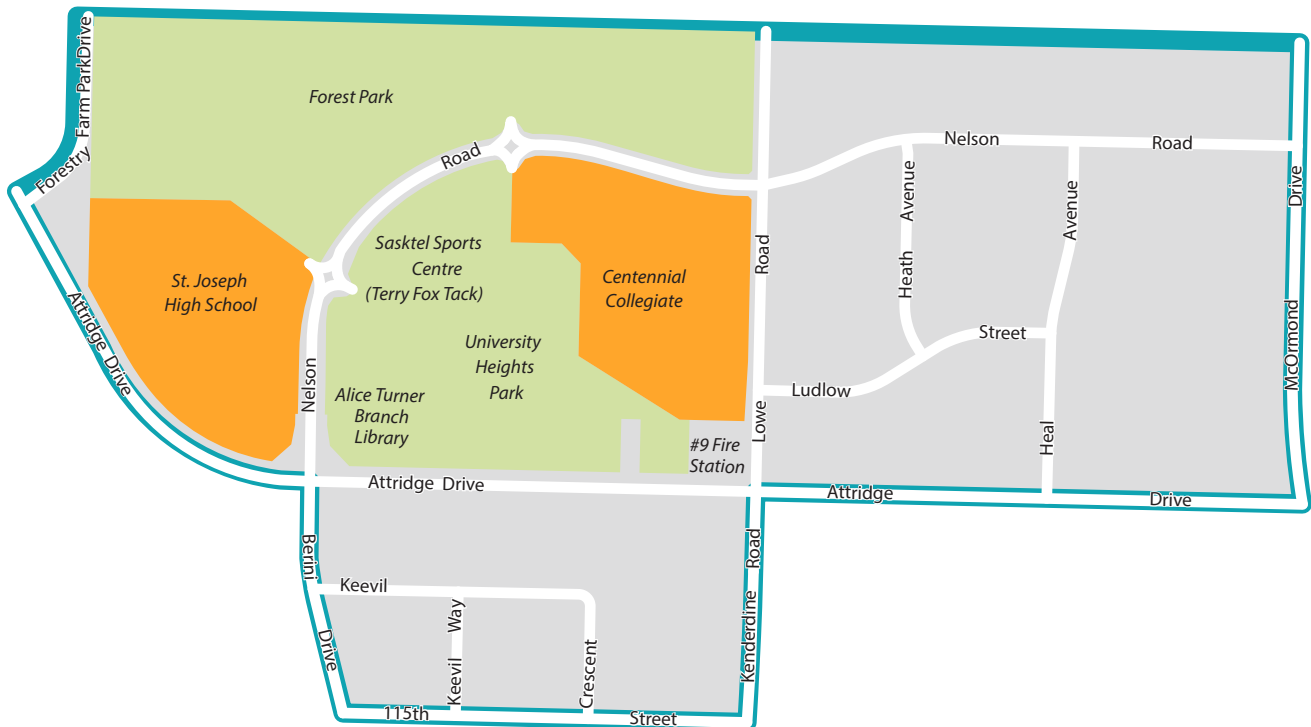 Forest Park
Farm Park Drive
Forestry
Road
Nelson
Road
Sasktel Sports
Centre
(Terry Fox Tack)
St. Joseph
High School
Centennial
Collegiate
Road
Heath
Avenue
Avenue
Drive
Street
University
Heights
Park
Nelson
Alice Turner
Branch
Library
Attridge Drive
Ludlow
Lowe
McOrmond
Heal
#9 Fire
Station
Attridge Drive
Attridge
Drive
Berini
Drive
Keevil
Keevil Way
Crescent
Kenderdine Road
115th
Street